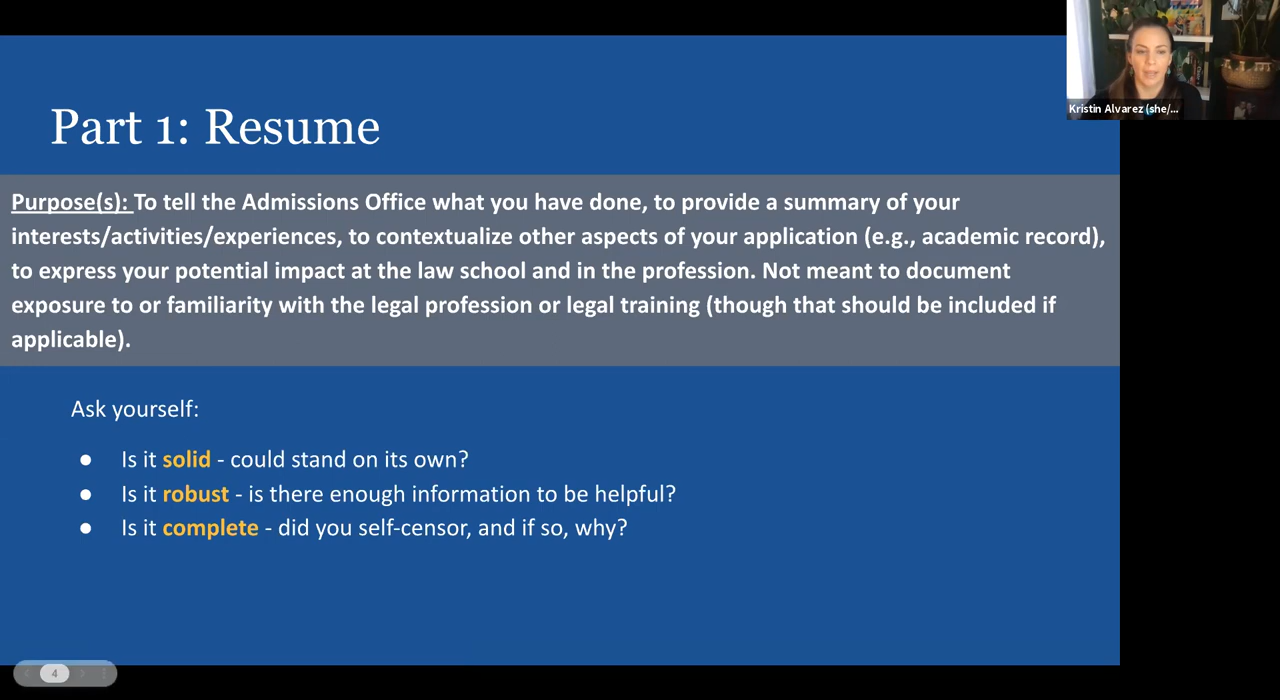 Part 1: Resume
Kristin Alvarez (she/...
Purpose(s): To tell the Admissions Office what you have done, to provide a summary of your
interests/activities/experiences, to contextualize other aspects of your application (e.g., academic record),
to express your potential impact at the law school and in the profession. Not meant to document
exposure to or familiarity with the legal profession or legal training (though that should be included if
applicable).
Ask yourself:
● Is it solid - could stand on its own?
● Is it robust - is there enough information to be helpful?
● Is it complete - did you self-censor, and if so, why?
4